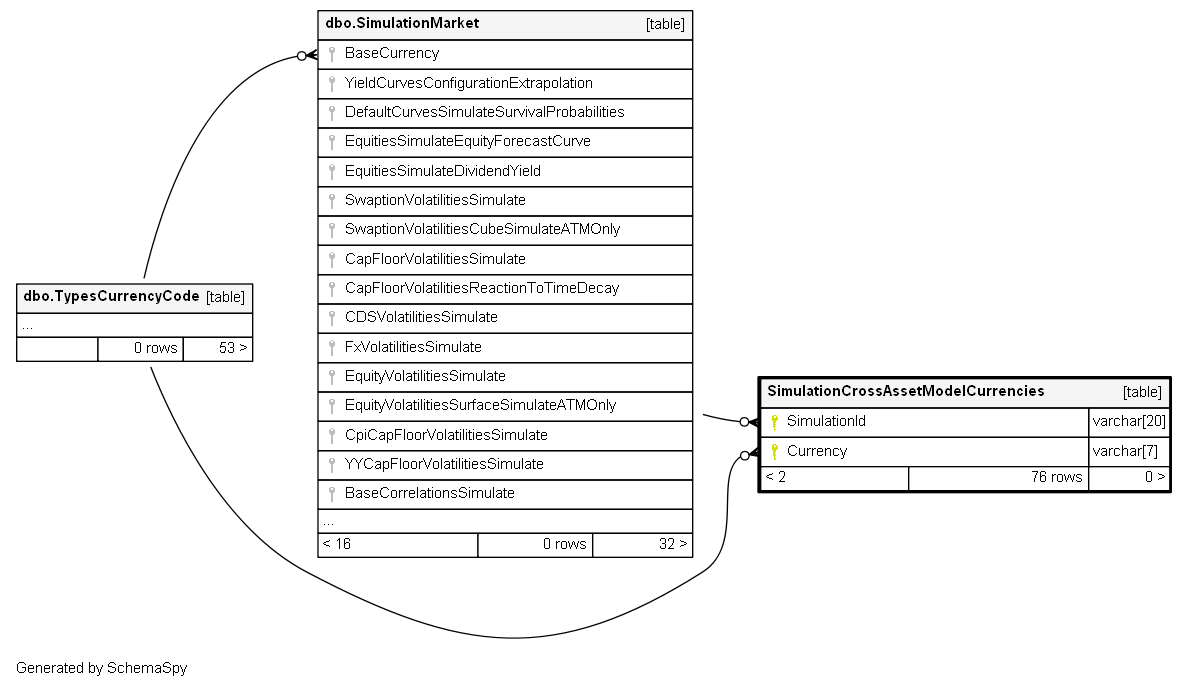 dbo.SimulationMarket [table]
BaseCurrency
YieldCurvesConfigurationExtrapolation
DefaultCurvesSimulateSurvivalProbabilities
EquitiesSimulateEquityForecastCurve
EquitiesSimulateDividendYield
SwaptionVolatilitiesSimulate
SwaptionVolatilitiesCubeSimulateATMOnly
CapFloorVolatilitiesSimulate
CapFloorVolatilitiesReactionToTimeDecay
CDSVolatilitiesSimulate
FxVolatilitiesSimulate
EquityVolatilitiesSimulate
EquityVolatilitiesSurfaceSimulateATMOnly
CpiCapFloorVolatilitiesSimulate
YYCapFloorVolatilitiesSimulate
BaseCorrelationsSimulate
...
< 16 0 rows 32 >
dbo.TypesCurrencyCode [table]
...
0 rows 53 >
SimulationCrossAssetModelCurrencies [table]
SimulationId varchar[20]
Currency varchar[7]
< 2 76 rows 0 >
Generated by SchemaSpy